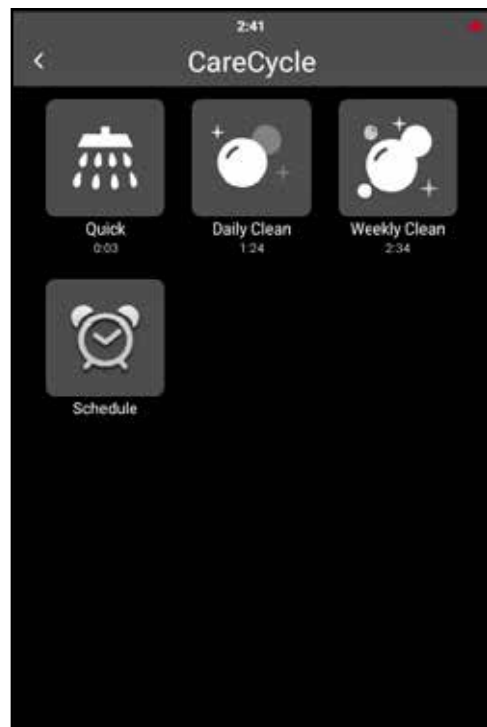 2:41
CareCycle
Quick
0:03
Daily Clean
1:24
Weekly Clean
2:34
Schedule